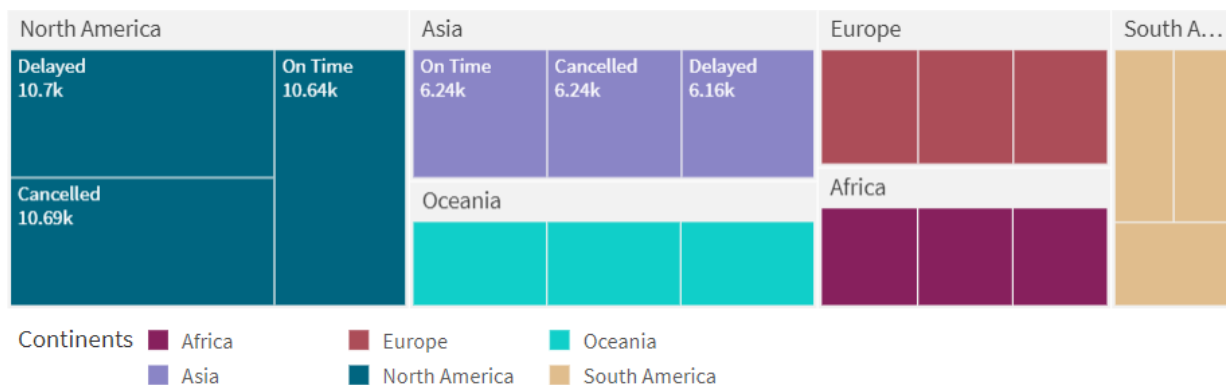 North America
Delayed
10.7k
On Time
10.64k
Cancelled
10.69k
Asia
On Time
6.24k
Cancelled
6.24k
Delayed
6.16k
Oceania
Europe
Africa
South A...
Continents
Africa
Europe
Oceania
Asia
North America
South America